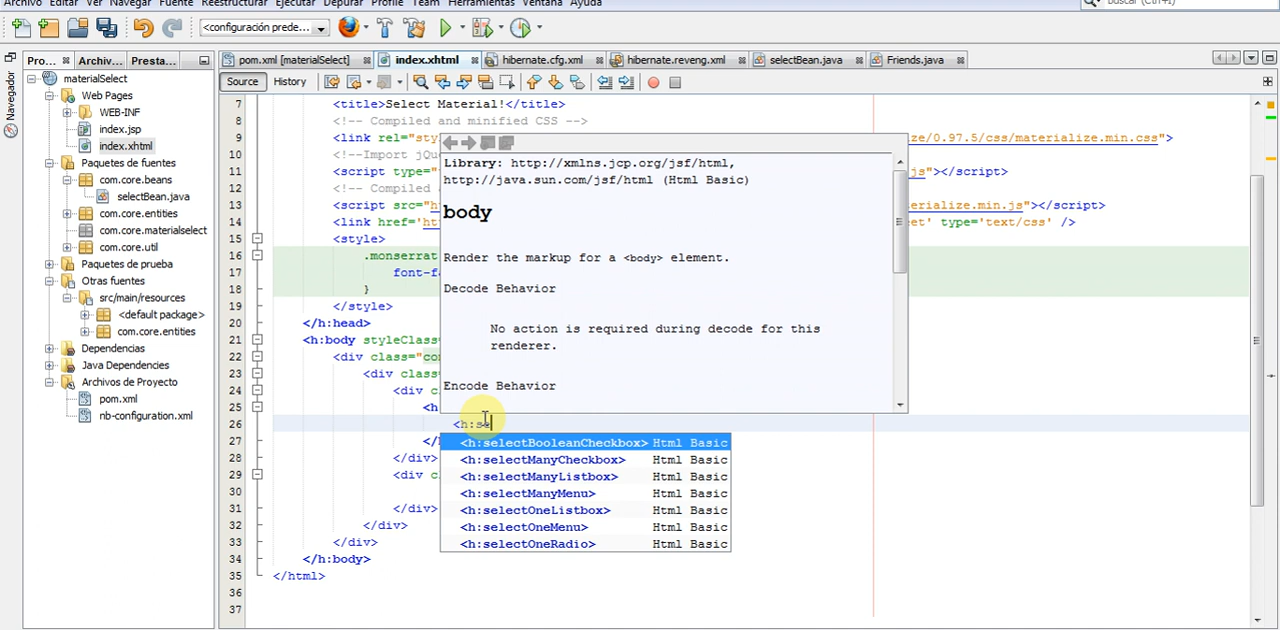 Archivo Editar Ver Navegar Fuente Reestructurar Ejecutar Depurar Profile Team Herramientas Ventana Ayuda
Buscar (Ctrl+I)
<configuración prede...
Pro... Archiv... Presta...
pom.xml [materialSelect] index.xhtml hibernate.cfg.xml hibernate.reveng.xml selectBean.java Friends.java
Source History
Navegador
materialSelect
Web Pages
WEB-INF
index.jsp
index.xhtml
Paquetes de fuentes
com.core.beans
selectBean.java
com.core.entities
com.core.materialselect
com.core.util
Paquetes de prueba
Otras fuentes
src/main/resources
<default package>
com.core.entities
Dependencias
Java Dependencies
Archivos de Proyecto
pom.xml
nb-configuration.xml
7 <title>Select Material!</title>
8 <!-- Compiled and minified CSS -->
9 <link rel="sty ze/0.97.5/css/materialize.min.css">
10 <!--Import jQu
11 <script type=" js"></script>
12 <!-- Compiled
13 <script src="h erialize.min.js"></script>
14 <link href='ht eet' type='text/css' />
15 <style>
16 .monserrat
17 font-fa
18 }
19 </style>
20 </h:head>
21 <h:body styleClass
22 <div class="co
23 <div class
24 <div c
25 <h
26 <h:se
27 </
28 </div>
29 <div c
30
31 </div>
32 </div>
33 </div>
34 </h:body>
35 </html>
36
37
Library: http://xmlns.jcp.org/jsf/html,
http://java.sun.com/jsf/html (Html Basic)
body
Render the markup for a <body> element.
Decode Behavior
No action is required during decode for this
renderer.
Encode Behavior
<h:selectBooleanCheckbox> Html Basic
<h:selectManyCheckbox> Html Basic
<h:selectManyListbox> Html Basic
<h:selectManyMenu> Html Basic
<h:selectOneListbox> Html Basic
<h:selectOneMenu> Html Basic
<h:selectOneRadio> Html Basic